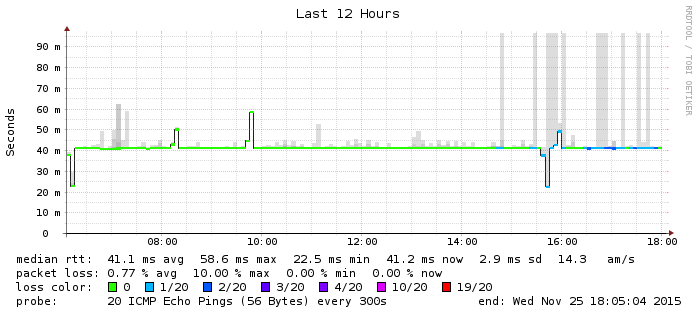 Last 12 Hours
RRDTOOL / TOBI OETIKER
Seconds
90 m
80 m
70 m
60 m
50 m
40 m
30 m
20 m
10 m
0 m
08:00 10:00 12:00 14:00 16:00 18:00
median rtt: 41.1 ms avg 58.6 ms max 22.5 ms min 41.2 ms now 2.9 ms sd 14.3 am/s
packet loss: 0.77 % avg 10.00 % max 0.00 % min 0.00 % now
loss color: 0 1/20 2/20 3/20 4/20 10/20 19/20
probe: 20 ICMP Echo Pings (56 Bytes) every 300s end: Wed Nov 25 18:05:04 2015